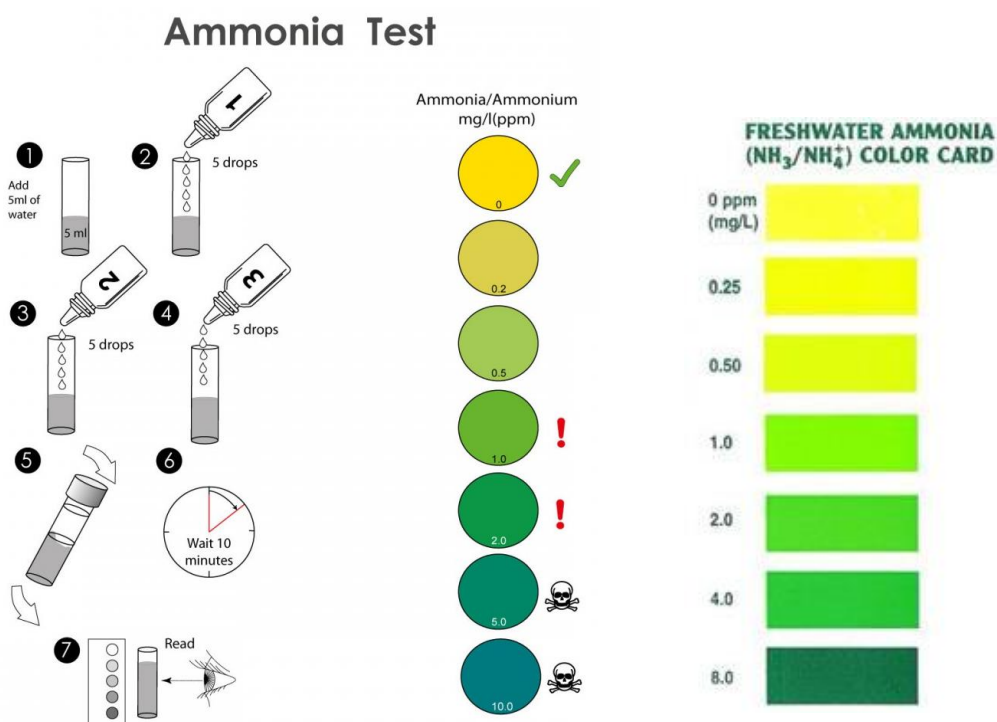 Ammonia Test
1
Add
5ml of
water
5 ml
2
1
5 drops
3
2
5 drops
4
3
5 drops
5
6
Wait 10
minutes
7
Read
Ammonia/Ammonium
mg/l(ppm)
0
0.2
0.5
1.0
!
2.0
!
5.0
10.0
FRESHWATER AMMONIA
(NH₃/NH₄⁺) COLOR CARD
0 ppm
(mg/L)
0.25
0.50
1.0
2.0
4.0
8.0